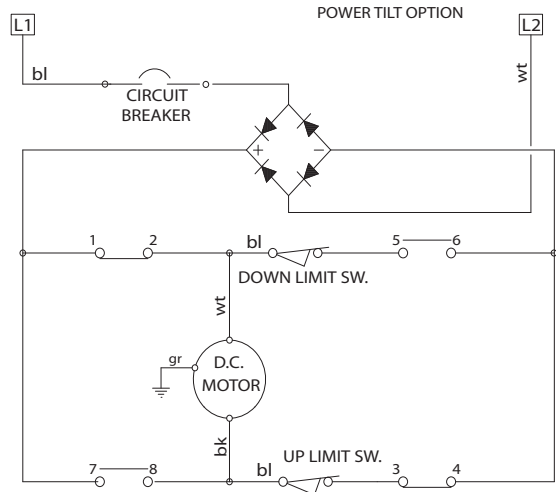 POWER TILT OPTION
L1
L2
bl
wt
CIRCUIT
BREAKER
+
−
1
2
bl
5
6
DOWN LIMIT SW.
wt
gr
D.C.
MOTOR
bk
UP LIMIT SW.
7
8
bl
3
4